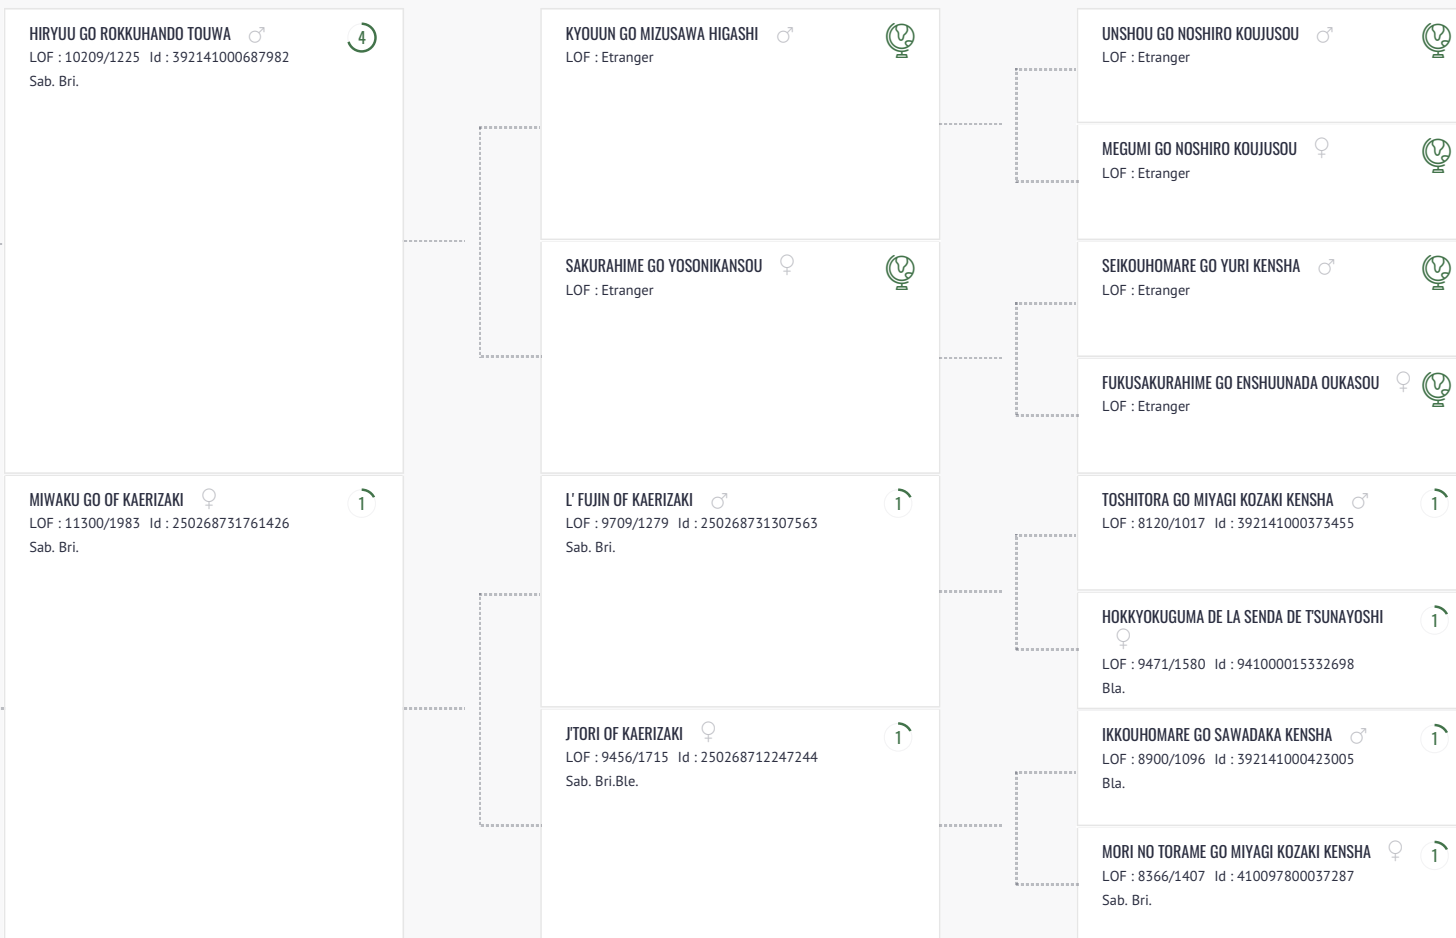 HIRYUU GO ROKKUHANDO TOUWA ♂ 4
LOF : 10209/1225 Id : 392141000687982
Sab. Bri.
MIWAKU GO OF KAERIZAKI ♀ 1
LOF : 11300/1983 Id : 250268731761426
Sab. Bri.
KYOUUN GO MIZUSAWA HIGASHI ♂
LOF : Etranger
SAKURAHIME GO YOSONIKANSOU ♀
LOF : Etranger
L' FUJIN OF KAERIZAKI ♂ 1
LOF : 9709/1279 Id : 250268731307563
Sab. Bri.
J'TORI OF KAERIZAKI ♀ 1
LOF : 9456/1715 Id : 250268712247244
Sab. Bri.Ble.
UNSHOU GO NOSHIRO KOUJUSOU ♂
LOF : Etranger
MEGUMI GO NOSHIRO KOUJUSOU ♀
LOF : Etranger
SEIKOUHOMARE GO YURI KENSHA ♂
LOF : Etranger
FUKUSAKURAHIME GO ENSHUUNADA OUKASOU ♀
LOF : Etranger
TOSHITORA GO MIYAGI KOZAKI KENSHA ♂ 1
LOF : 8120/1017 Id : 392141000373455
HOKKYOKUGUMA DE LA SENDA DE T'SUNAYOSHI 1
♀
LOF : 9471/1580 Id : 941000015332698
Bla.
IKKOUHOMARE GO SAWADAKA KENSHA ♂ 1
LOF : 8900/1096 Id : 392141000423005
Bla.
MORI NO TORAME GO MIYAGI KOZAKI KENSHA ♀ 1
LOF : 8366/1407 Id : 410097800037287
Sab. Bri.